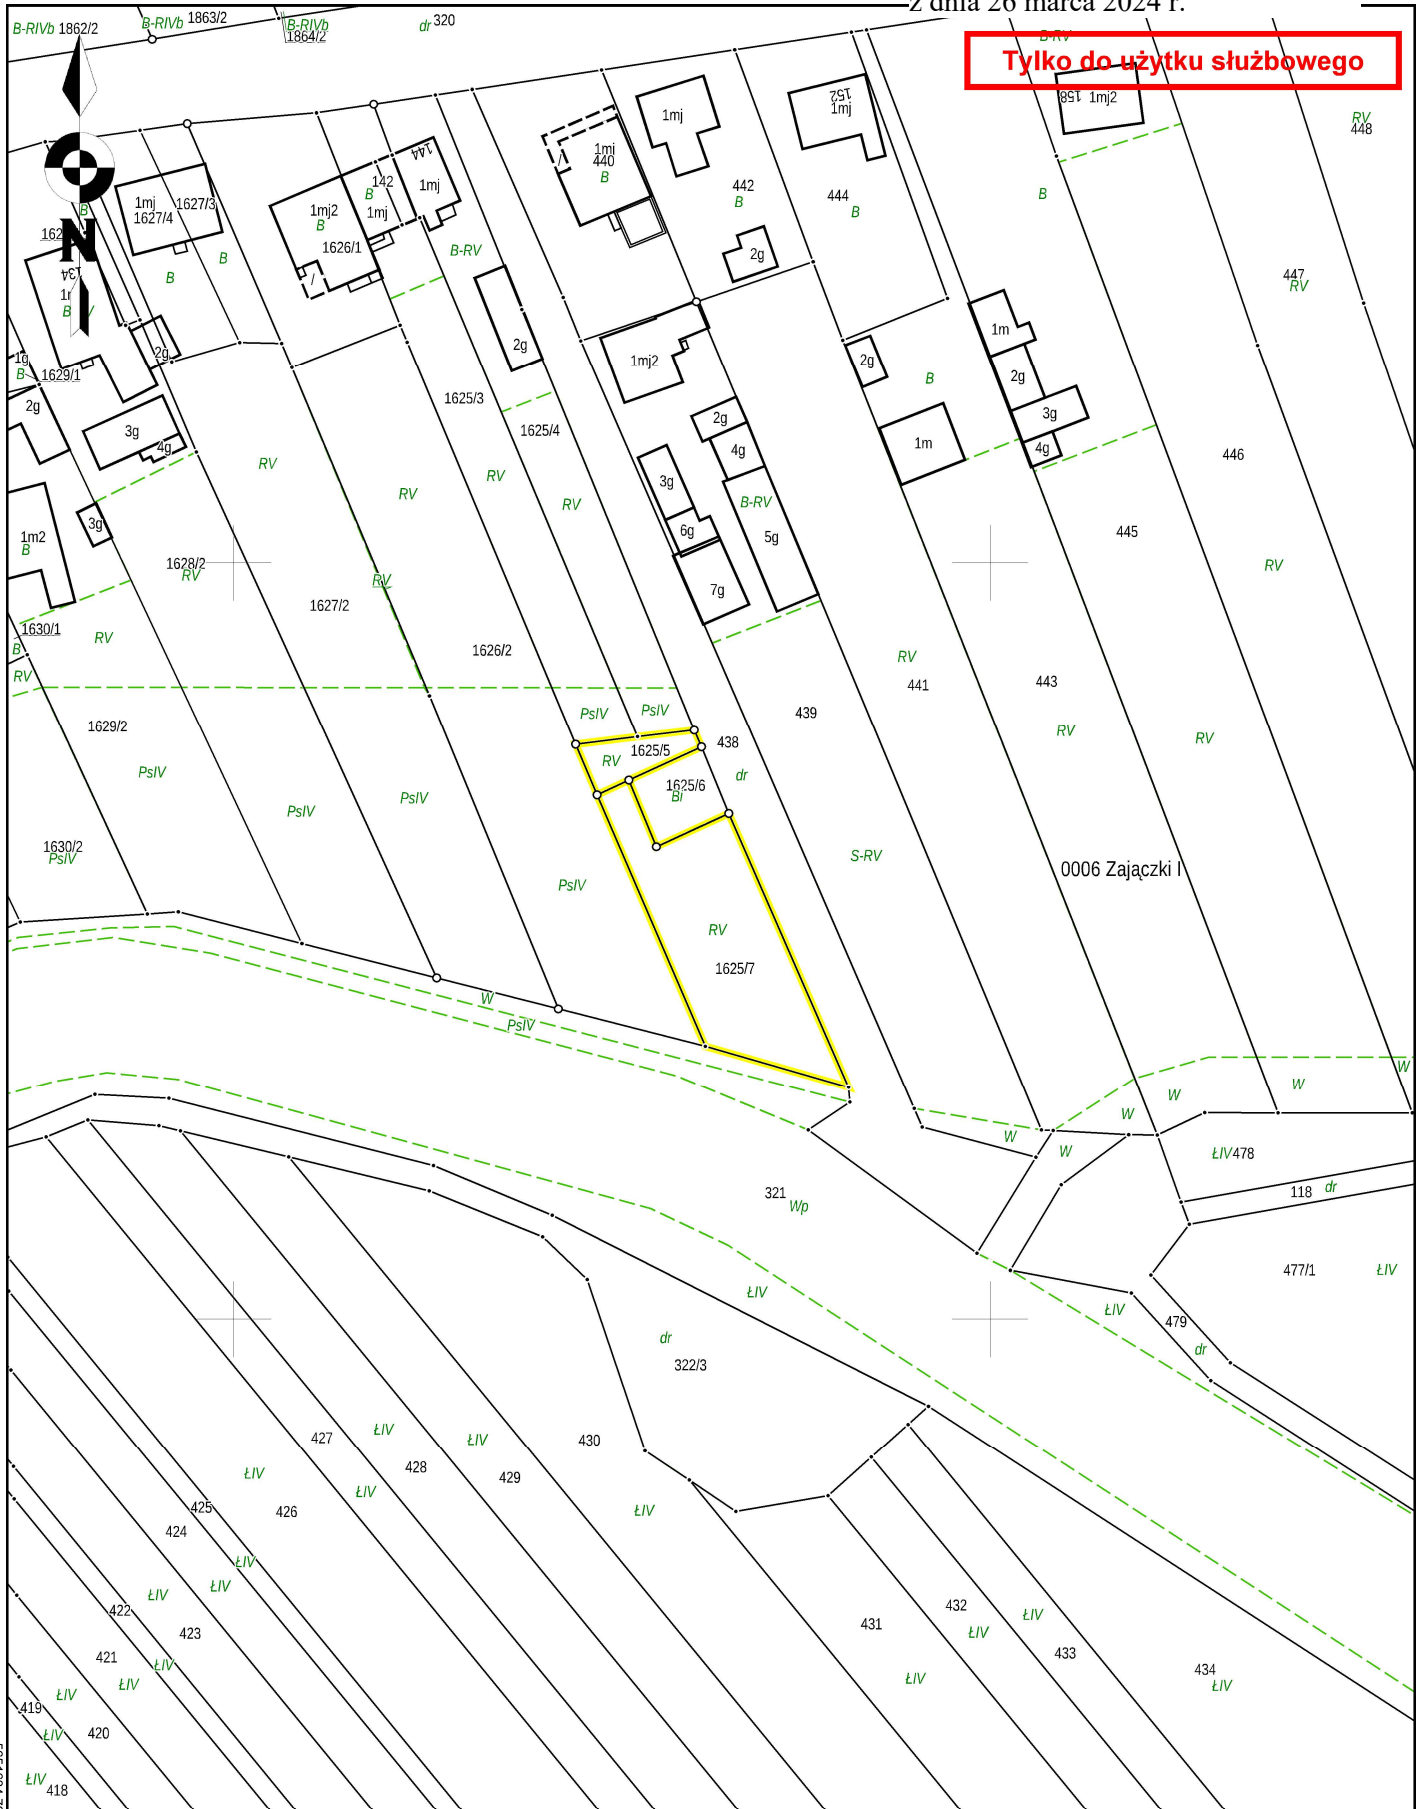 z dnia 26 marca 2024 r.
Tylko do użytku służbowego
B-RIVb 1862/2
B-RIVb 1863/2
B-RIVb
1864/2
dr 320
B-RV
158 1mj2
RV
448
1mj
152
1mj
1mj
440
B
442
B
444
B
B
144
142
B
1mj
1mj
1mj2
B
1626/1
1mj
1627/4
1627/3
B
B
B
N
134
B-RV
2g
447
RV
2g
1mj2
2g
1m
2g
3g
4g
B
1m
2g
1g
B
1629/1
2g
2g
3g
4g
1625/3
1625/4
2g
4g
3g
6g
7g
B-RV
5g
446
445
RV
RV
RV
RV
RV
3g
1m2
B
1628/2
RV
RV
1627/2
1630/1
B
RV
RV
1626/2
RV
441
443
RV
RV
439
1629/2
PsIV
PsIV
PsIV
PsIV
PsIV
1625/5
RV
438
dr
1625/6
Bi
1630/2
PsIV
PsIV
S-RV
0006 Zajączki I
RV
1625/7
W
PsIV
W
W
W
W
W
W
ŁIV 478
118 dr
321
Wp
477/1
ŁIV
ŁIV
ŁIV
479
dr
dr
322/3
427
ŁIV
428
ŁIV
429
430
ŁIV
ŁIV
ŁIV
425
424
426
ŁIV
ŁIV
ŁIV
422
423
421
ŁIV
ŁIV
ŁIV
419
ŁIV
420
ŁIV
418
431
432
ŁIV
ŁIV
433
ŁIV
434
ŁIV